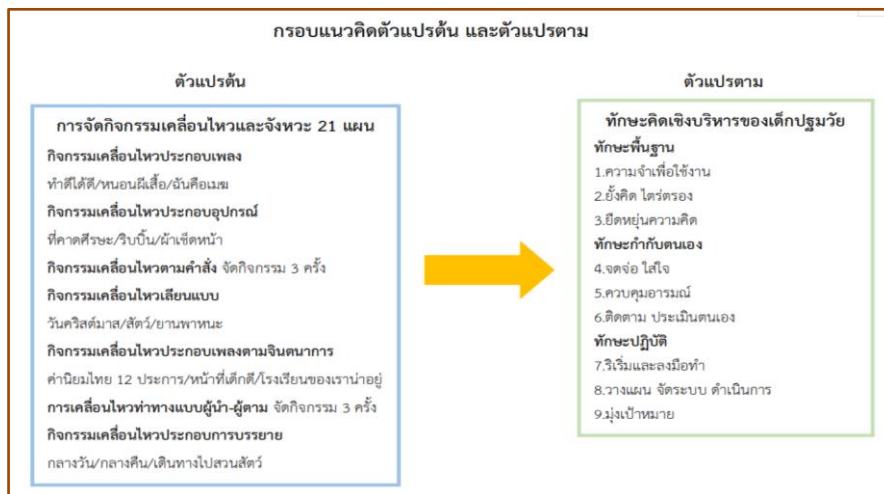 กรอบแนวคิดตัวแปรต้น และตัวแปรตาม
ตัวแปรต้น
การจัดกิจกรรมเคลื่อนไหวและจังหวะ 21 แผน
กิจกรรมเคลื่อนไหวประกอบเพลง
ทำดีได้ดี/หนอนผีเสื้อ/ฉันคือเมฆ
กิจกรรมเคลื่อนไหวประกอบอุปกรณ์
ที่คาดศีรษะ/ริบบิ้น/ผ้าเช็ดหน้า
กิจกรรมเคลื่อนไหวตามคำสั่ง จัดกิจกรรม 3 ครั้ง
กิจกรรมเคลื่อนไหวเลียนแบบ
วันคริสต์มาส/สัตว์/ยานพาหนะ
กิจกรรมเคลื่อนไหวประกอบเพลงตามจินตนาการ
ค่านิยมไทย 12 ประการ/หน้าที่เด็กดี/โรงเรียนของเราน่าอยู่
การเคลื่อนไหวท่าทางแบบผู้นำ-ผู้ตาม จัดกิจกรรม 3 ครั้ง
กิจกรรมเคลื่อนไหวประกอบการบรรยาย
กลางวัน/กลางคืน/เดินทางไปสวนสัตว์
ตัวแปรตาม
ทักษะคิดเชิงบริหารของเด็กปฐมวัย
ทักษะพื้นฐาน
1.ความจำเพื่อใช้งาน
2.ยั้งคิด ไตร่ตรอง
3.ยืดหยุ่นความคิด
ทักษะกำกับตนเอง
4.จดจ่อ ใส่ใจ
5.ควบคุมอารมณ์
6.ติดตาม ประเมินตนเอง
ทักษะปฏิบัติ
7.ริเริ่มและลงมือทำ
8.วางแผน จัดระบบ ดำเนินการ
9.มุ่งเป้าหมาย